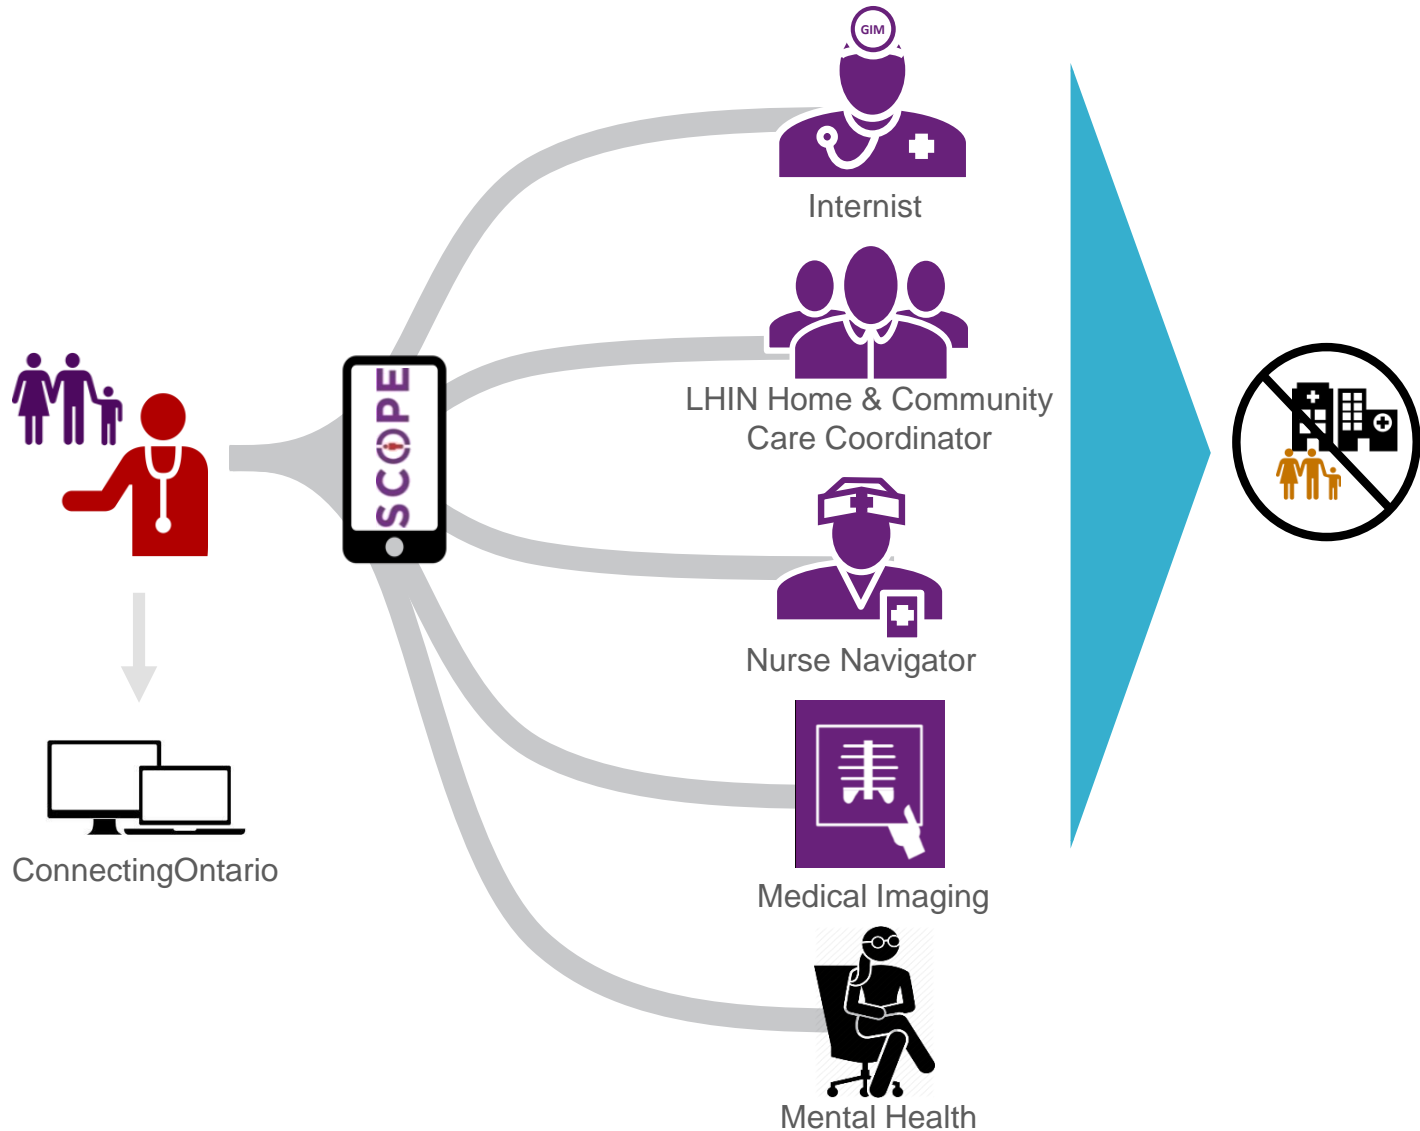 GIM
Internist
LHIN Home & Community
Care Coordinator
SCOPE
Nurse Navigator
ConnectingOntario
Medical Imaging
Mental Health